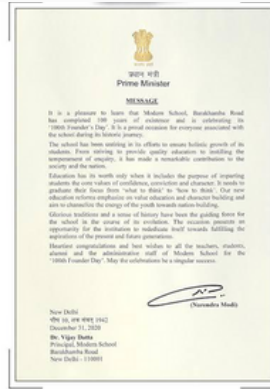 प्रधान मंत्री
Prime Minister
MESSAGE
It is a pleasure to learn that Modern School, Barakhamba Road
has completed 100 years of existence and is celebrating its
'100th Founder's Day'. It is a proud occasion for everyone associated with
the school during its historic journey.
The school has been untiring in its efforts to ensure holistic growth of its
students. From striving to provide quality education to instilling the
temperament of enquiry, it has made a remarkable contribution to the
society and the nation.
Education has its worth only when it includes the purpose of imparting
students the core values of confidence, conviction and character. It needs to
graduate their focus from 'what to think' to 'how to think'. Our new
education reforms emphasise on value education and character building and
aim to channelize the energy of the youth towards nation-building.
Glorious traditions and a sense of history have been the guiding force for
the school in the course of its evolution. The occasion presents an
opportunity for the institution to rededicate itself towards fulfilling the
aspirations of the present and future generations.
Heartiest congratulations and best wishes to all the teachers, students,
alumni and the administrative staff of Modern School for the
'100th Founder Day'. May the celebrations be a singular success.
(Narendra Modi)
New Delhi
पौष 10, शक संवत् 1942
December 31, 2020
Dr. Vijay Datta
Principal, Modern School
Barakhamba Road
New Delhi - 110001